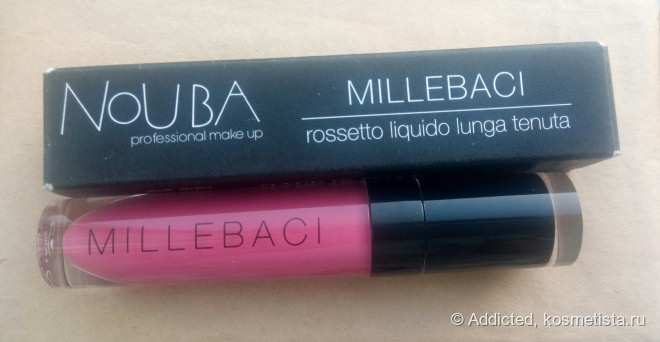 NOUBA
professional make up
MILLEBACI
rossetto liquido lunga tenuta
MILLEBACI
© Addicted, kosmetista.ru